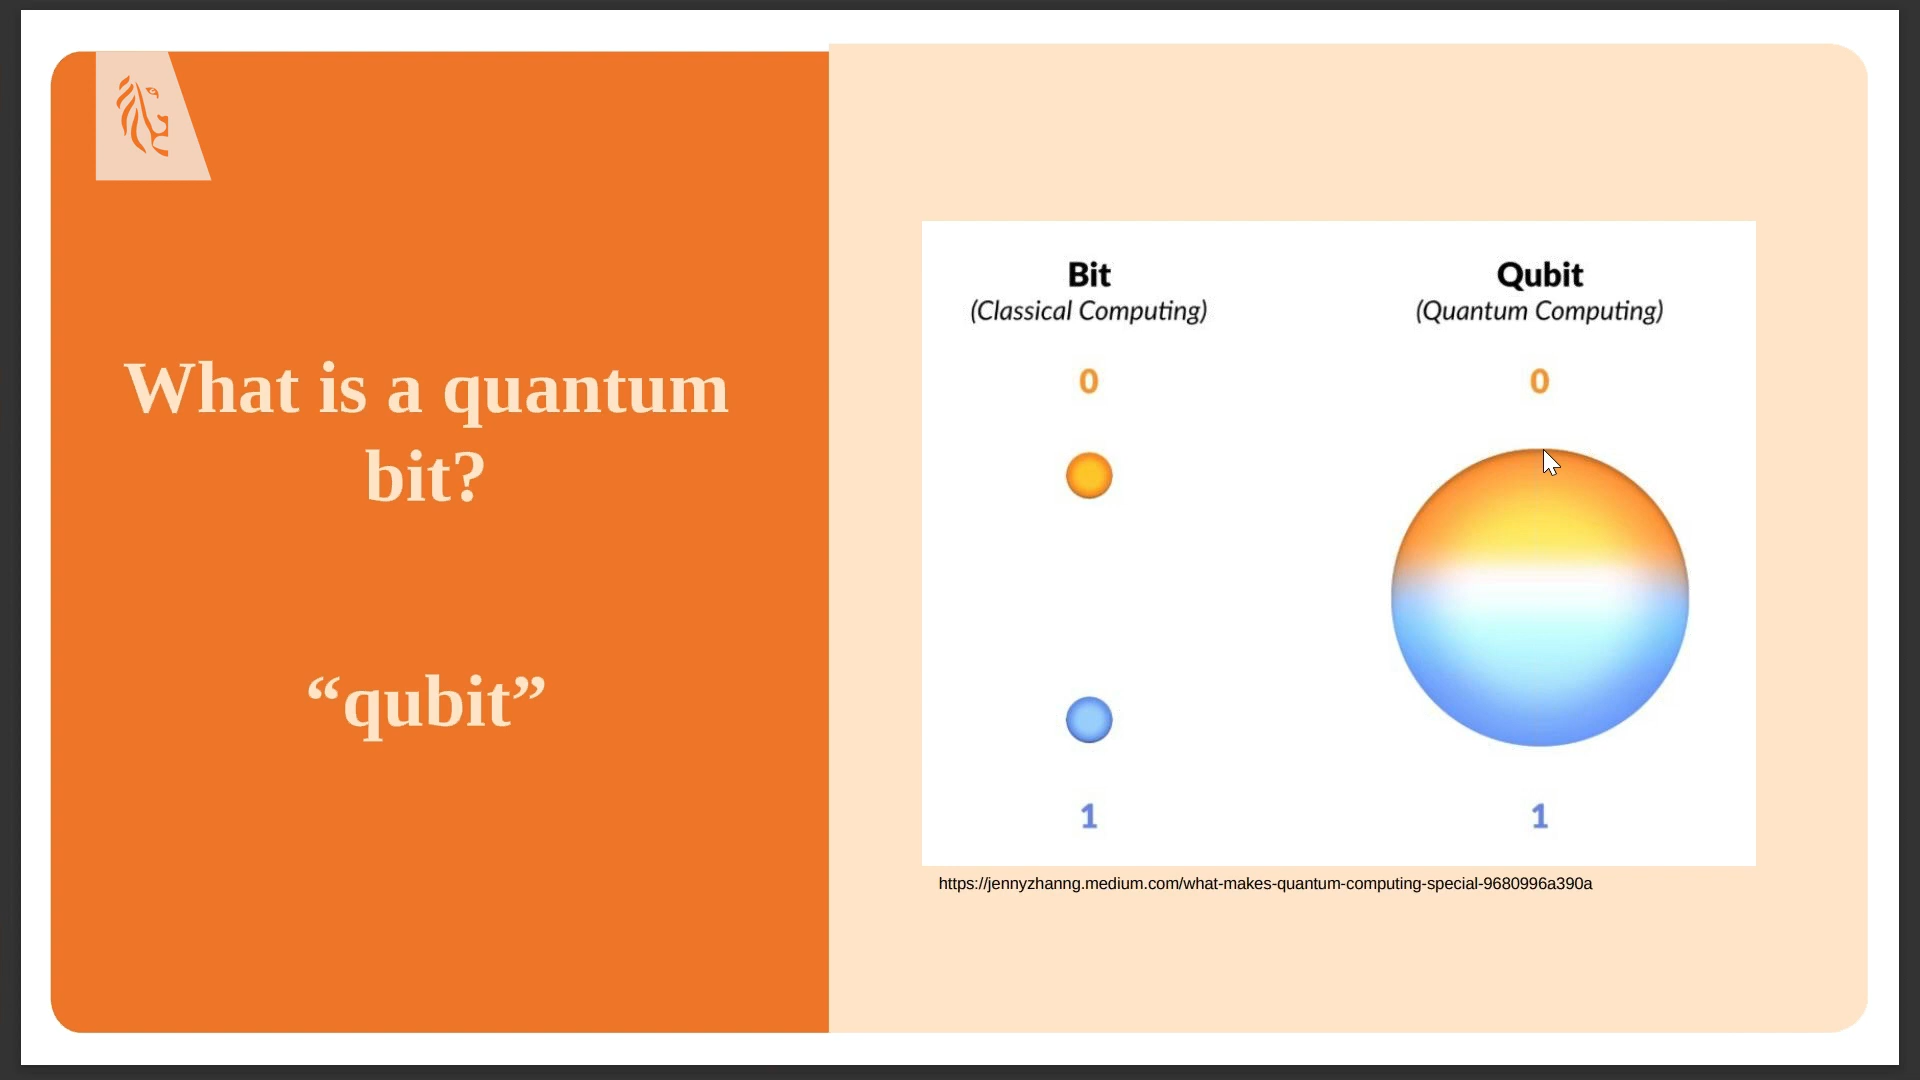 What is a quantum
bit?
“qubit”
Bit
(Classical Computing)
0
1
Qubit
(Quantum Computing)
0
1
https://jennyzhanng.medium.com/what-makes-quantum-computing-special-9680996a390a